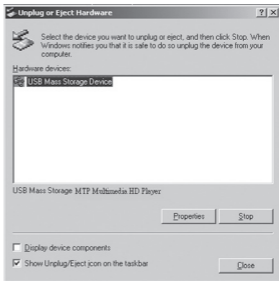 Unplug or Eject Hardware
Select the device you want to unplug or eject, and then click Stop. When
Windows notifies you that it is safe to do so unplug the device from your
computer.
Hardware devices:
USB Mass Storage Device
USB Mass Storage MTP Multimedia HD Player
Properties
Stop
Display device components
Show Unplug/Eject icon on the taskbar
Close